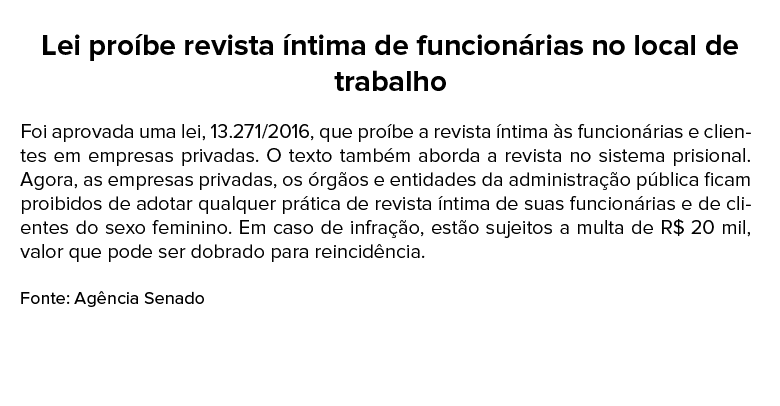 Lei proíbe revista íntima de funcionárias no local de
trabalho
Foi aprovada uma lei, 13.271/2016, que proíbe a revista íntima às funcionárias e clien-
tes em empresas privadas. O texto também aborda a revista no sistema prisional.
Agora, as empresas privadas, os órgãos e entidades da administração pública ficam
proibidos de adotar qualquer prática de revista íntima de suas funcionárias e de cli-
entes do sexo feminino. Em caso de infração, estão sujeitos a multa de R$ 20 mil,
valor que pode ser dobrado para reincidência.
Fonte: Agência Senado